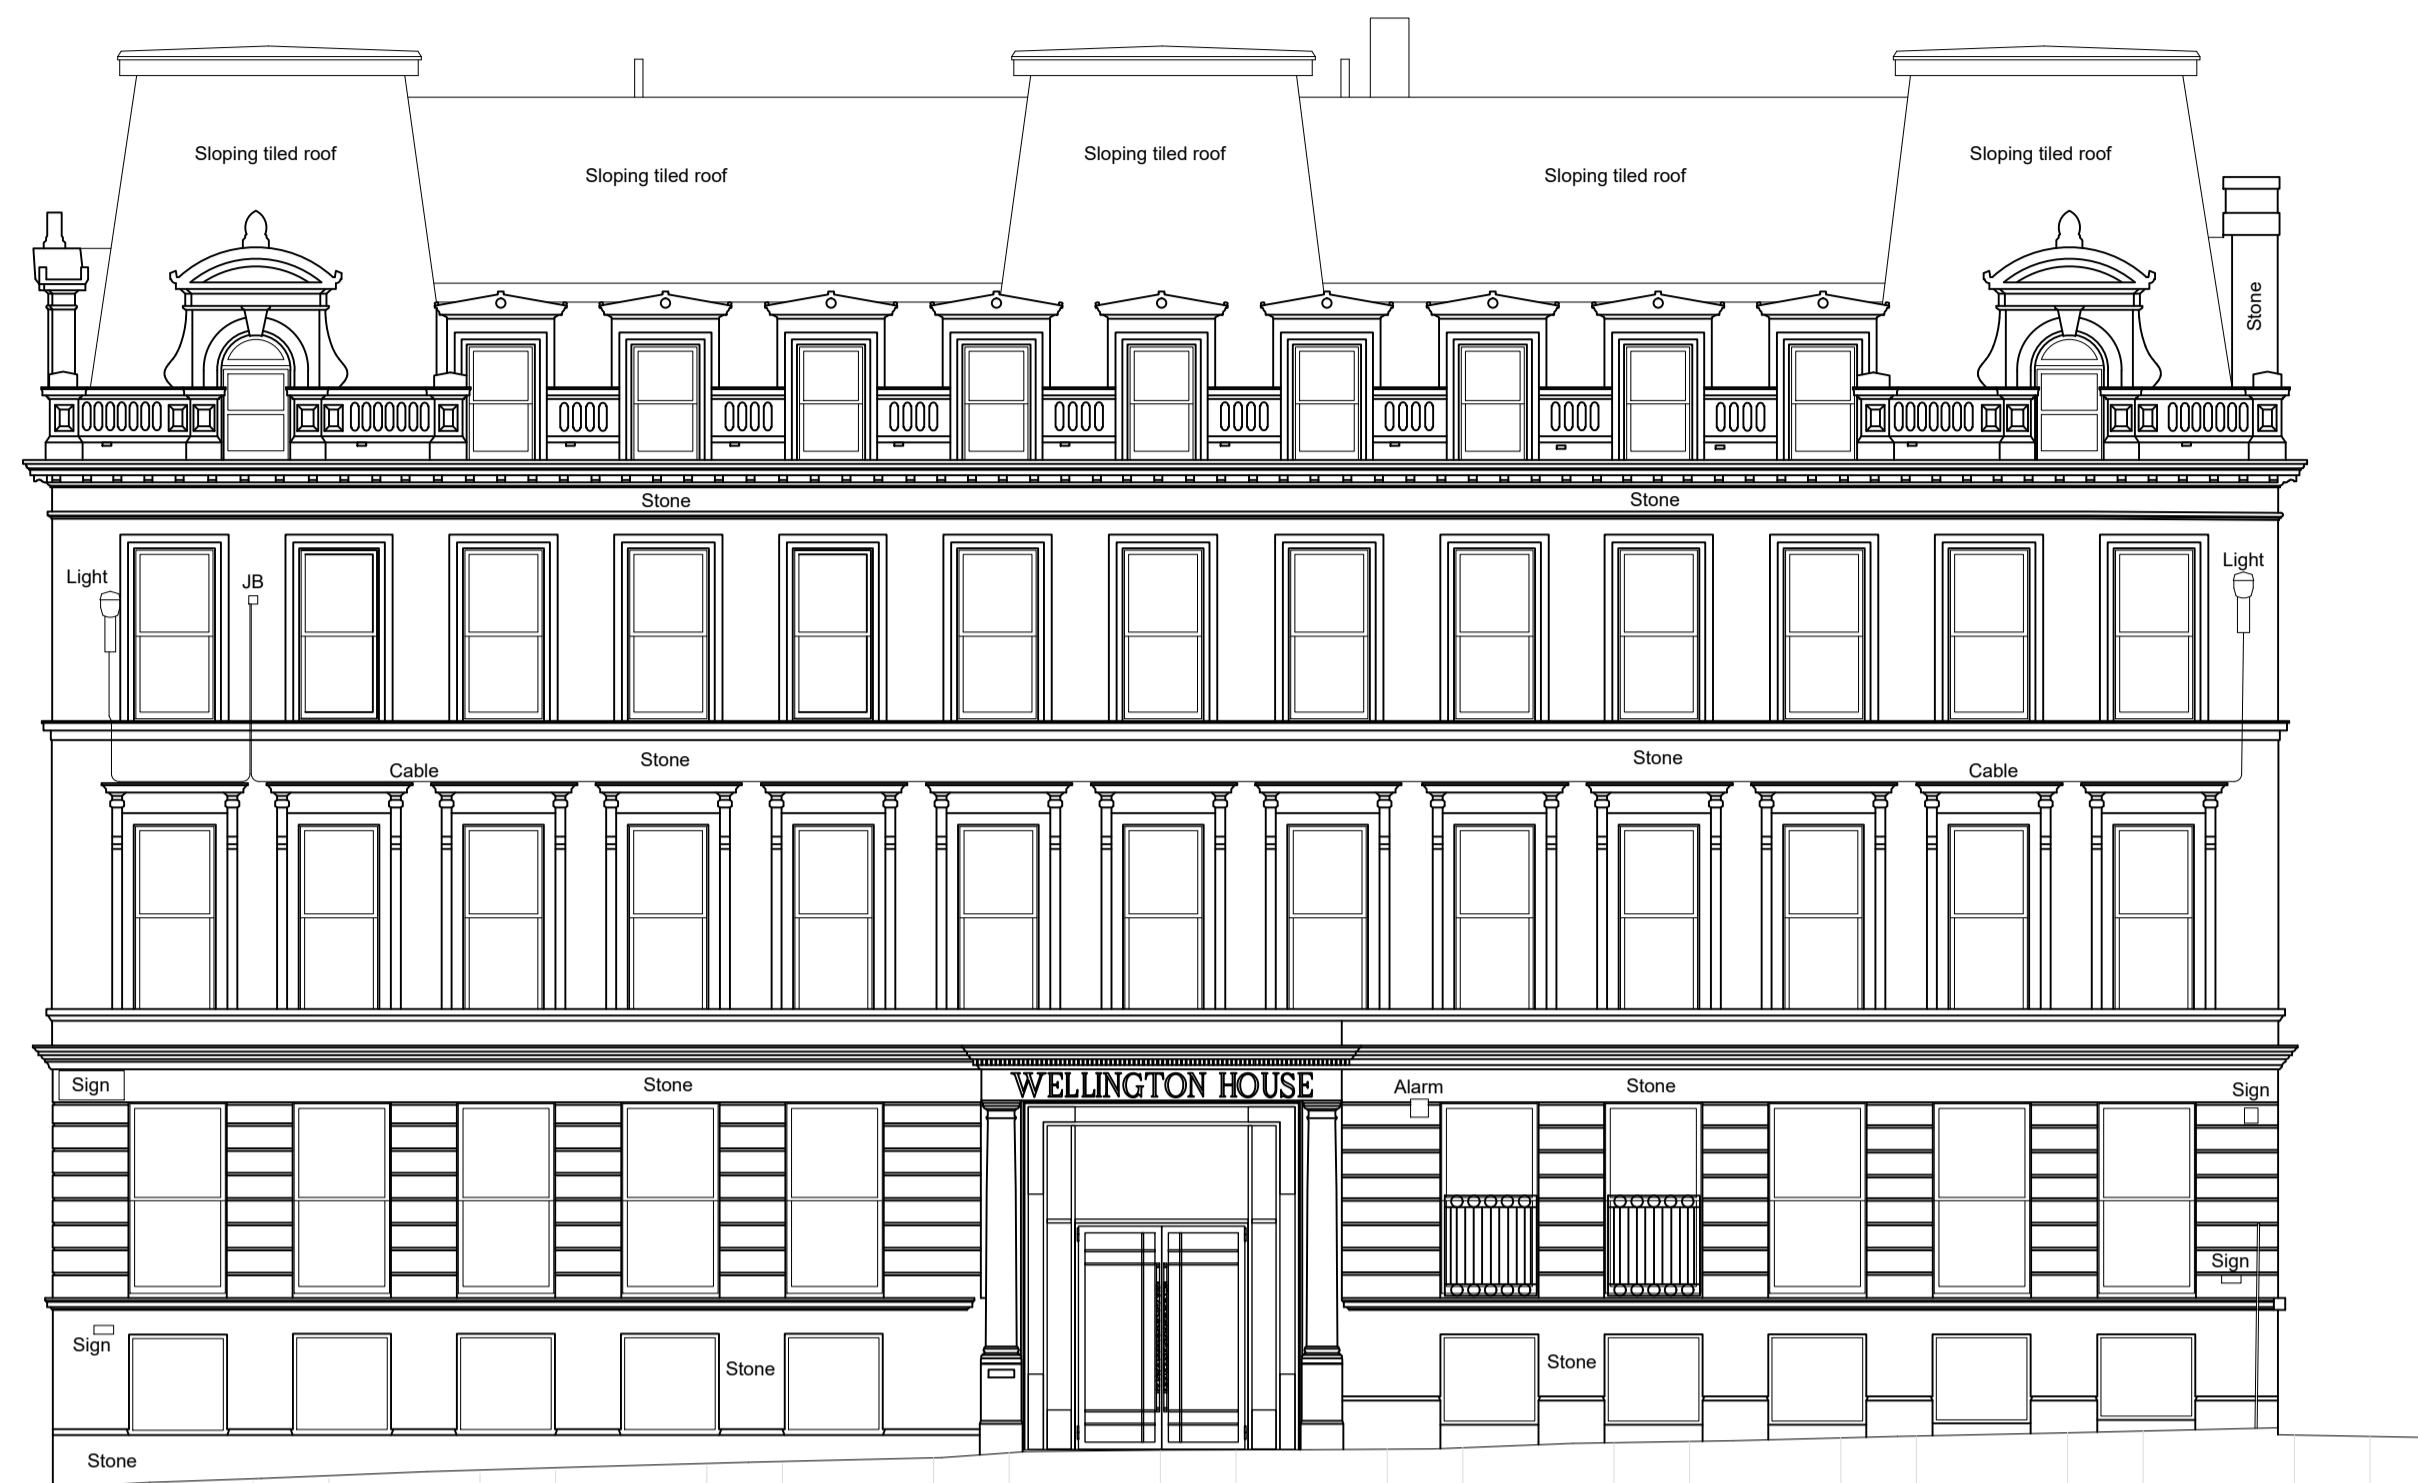 Sloping tiled roof
Sloping tiled roof
Sloping tiled roof
Sloping tiled roof
Sloping tiled roof
Stone
Stone
Stone
Light
JB
Light
Stone
Stone
Cable
Cable
WELLINGTON HOUSE
Sign
Stone
Alarm
Stone
Sign
Sign
Sign
Stone
Stone
Stone